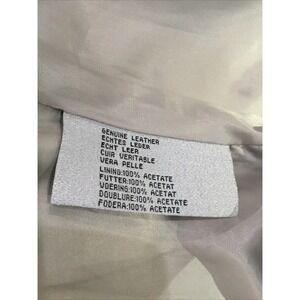 GENUINE LEATHER
ECHTES LEDER
ECHT LEER
CUIR VERITABLE
VERA PELLE
LINING:100% ACETATE
FUTTER:100% ACETAT
VOERING:100% ACETAT
DOUBLURE:100% ACETATE
FODERA:100% ACETATE